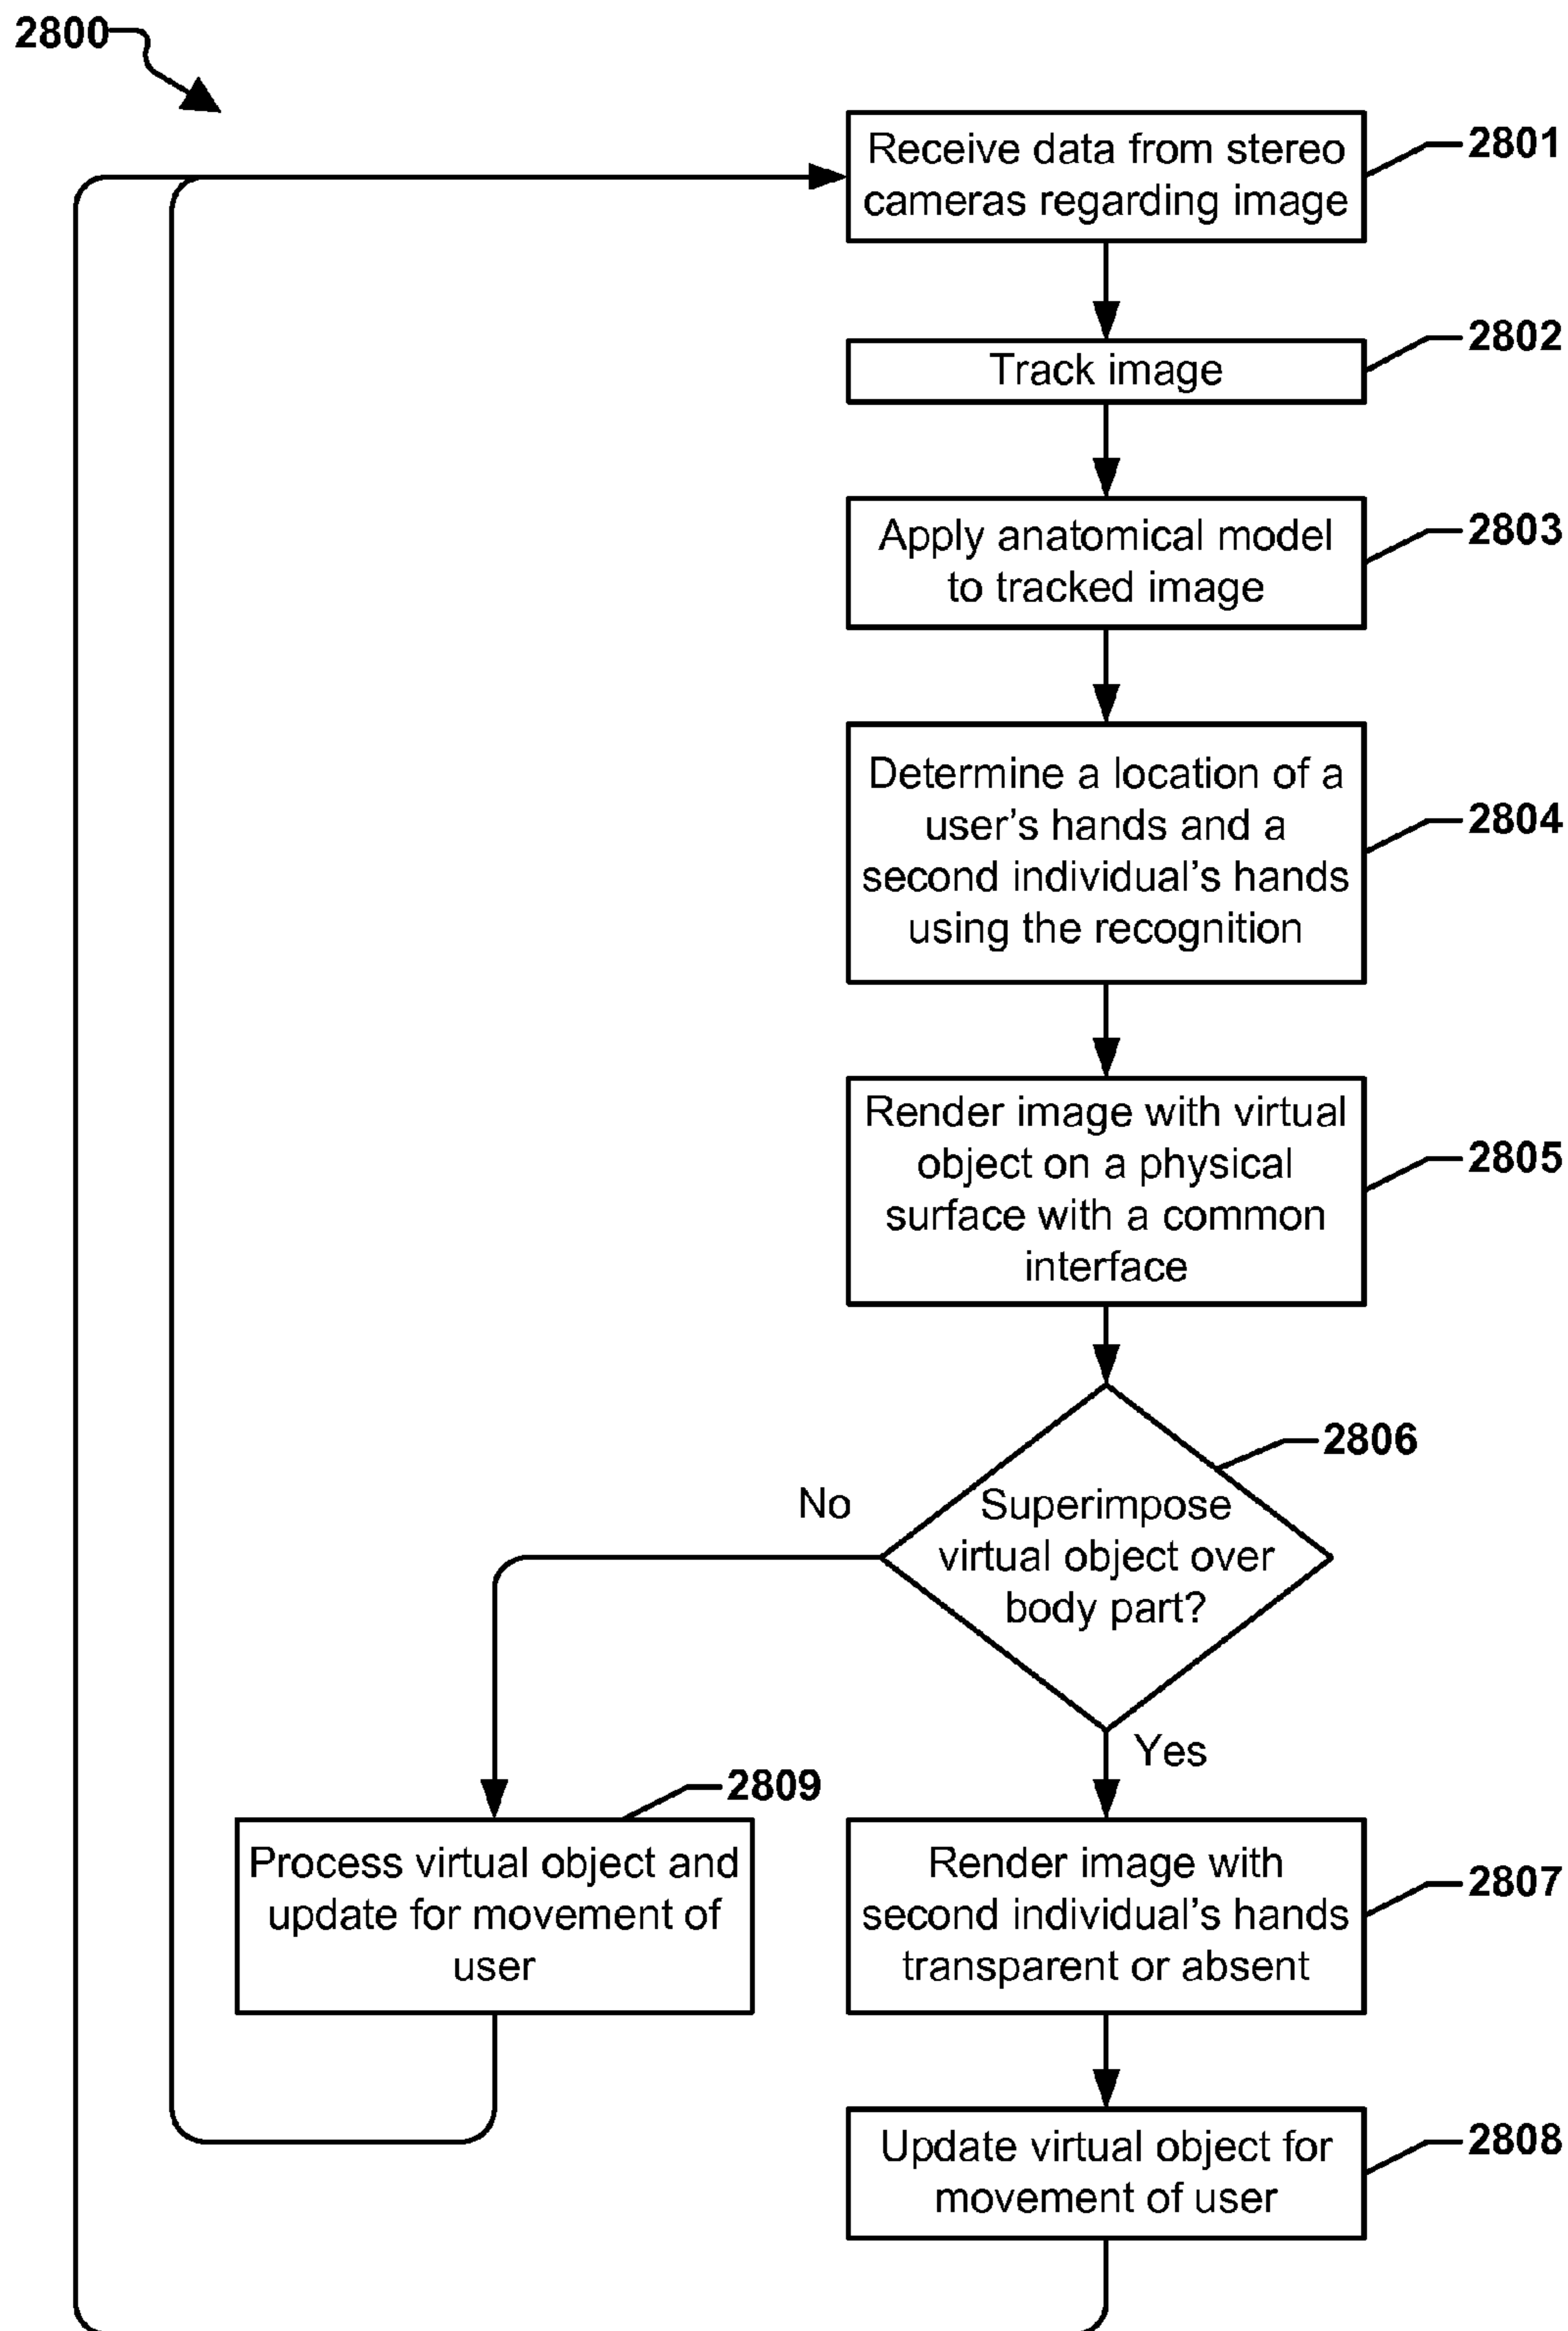 2800
Receive data from stereo
cameras regarding image
2801
Track image
2802
Apply anatomical model
to tracked image
2803
Determine a location of a
user's hands and a
second individual's hands
using the recognition
2804
Render image with virtual
object on a physical
surface with a common
interface
2805
2806
Superimpose
virtual object over
body part?
No
Yes
2809
Process virtual object and
update for movement of
user
Render image with
second individual's hands
transparent or absent
2807
Update virtual object for
movement of user
2808